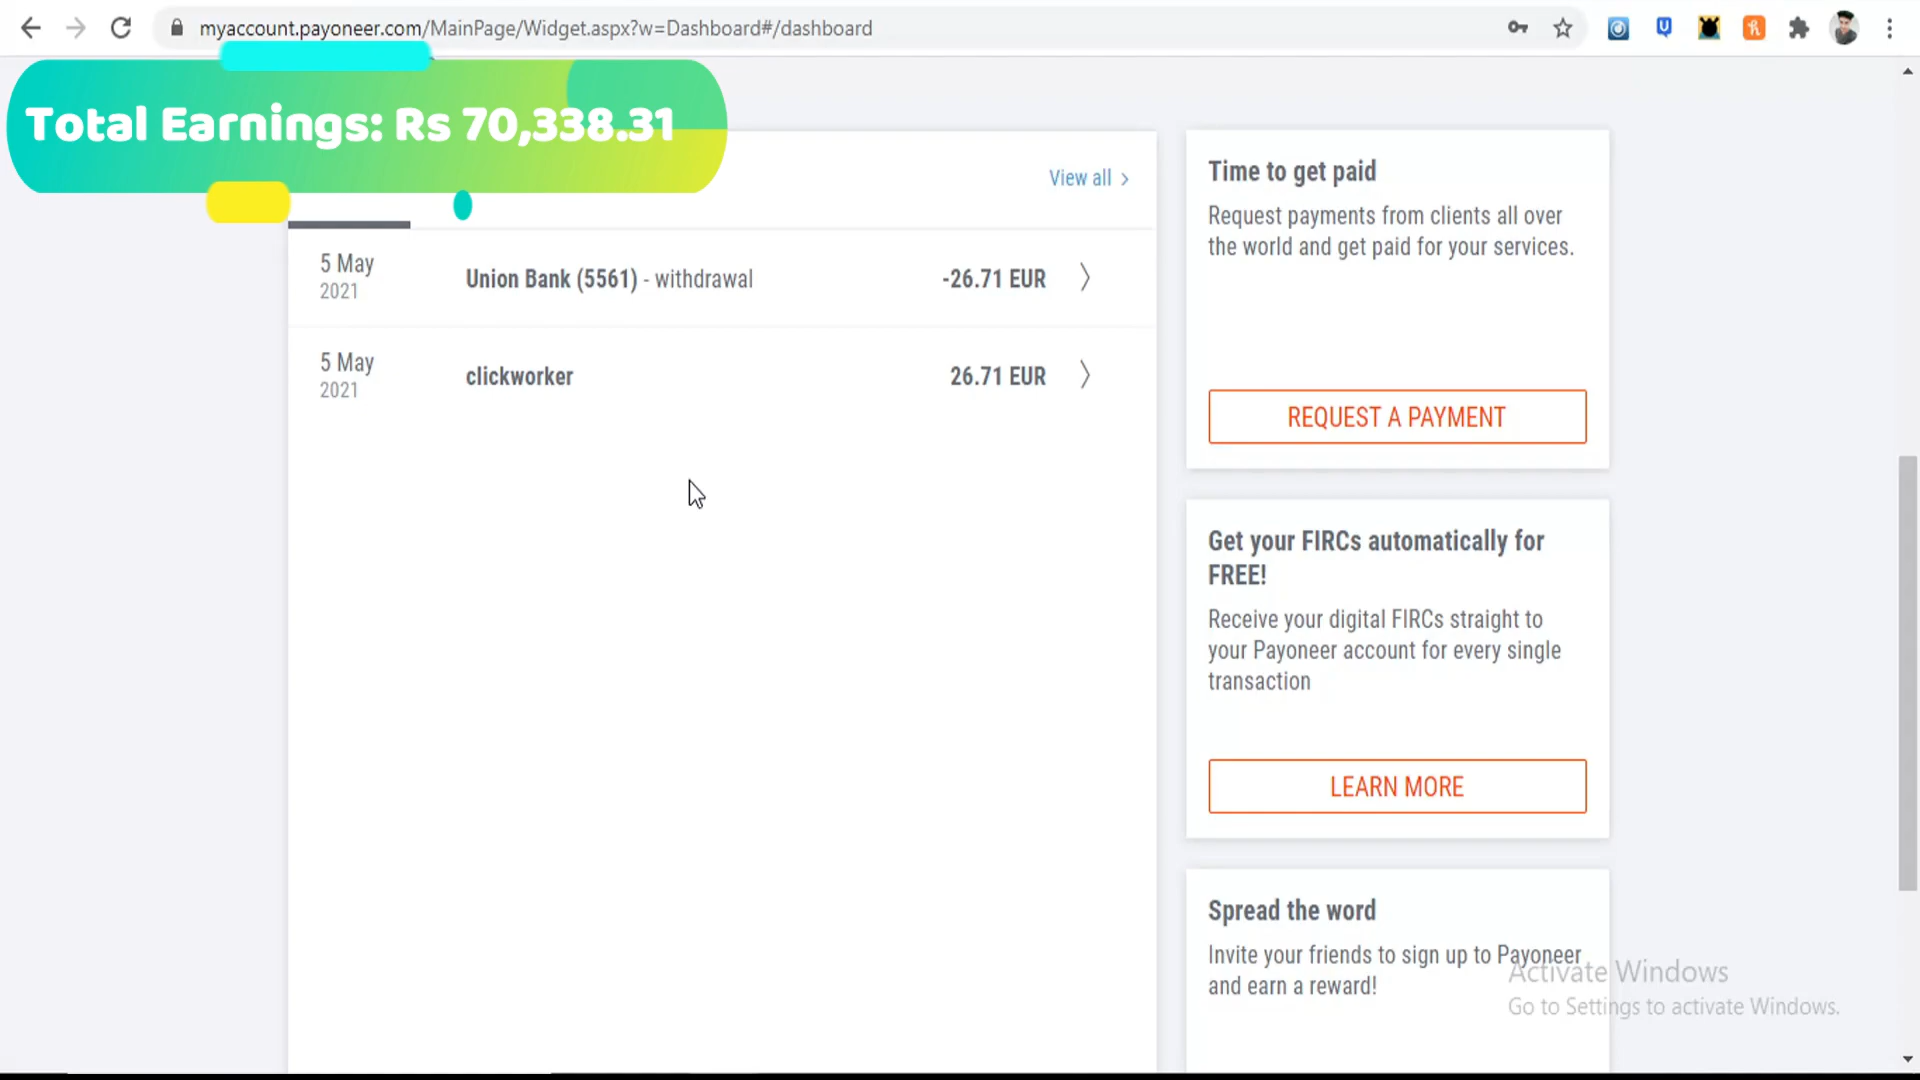 myaccount.payoneer.com/MainPage/Widget.aspx?w=Dashboard#/dashboard
Total Earnings: Rs 70,338.31
View all >
5 May
2021
Union Bank (5561) - withdrawal
-26.71 EUR
5 May
2021
clickworker
26.71 EUR
Time to get paid
Request payments from clients all over
the world and get paid for your services.
REQUEST A PAYMENT
Get your FIRCs automatically for
FREE!
Receive your digital FIRCs straight to
your Payoneer account for every single
transaction
LEARN MORE
Spread the word
Invite your friends to sign up to Payoneer
and earn a reward!
Activate Windows
Go to Settings to activate Windows.